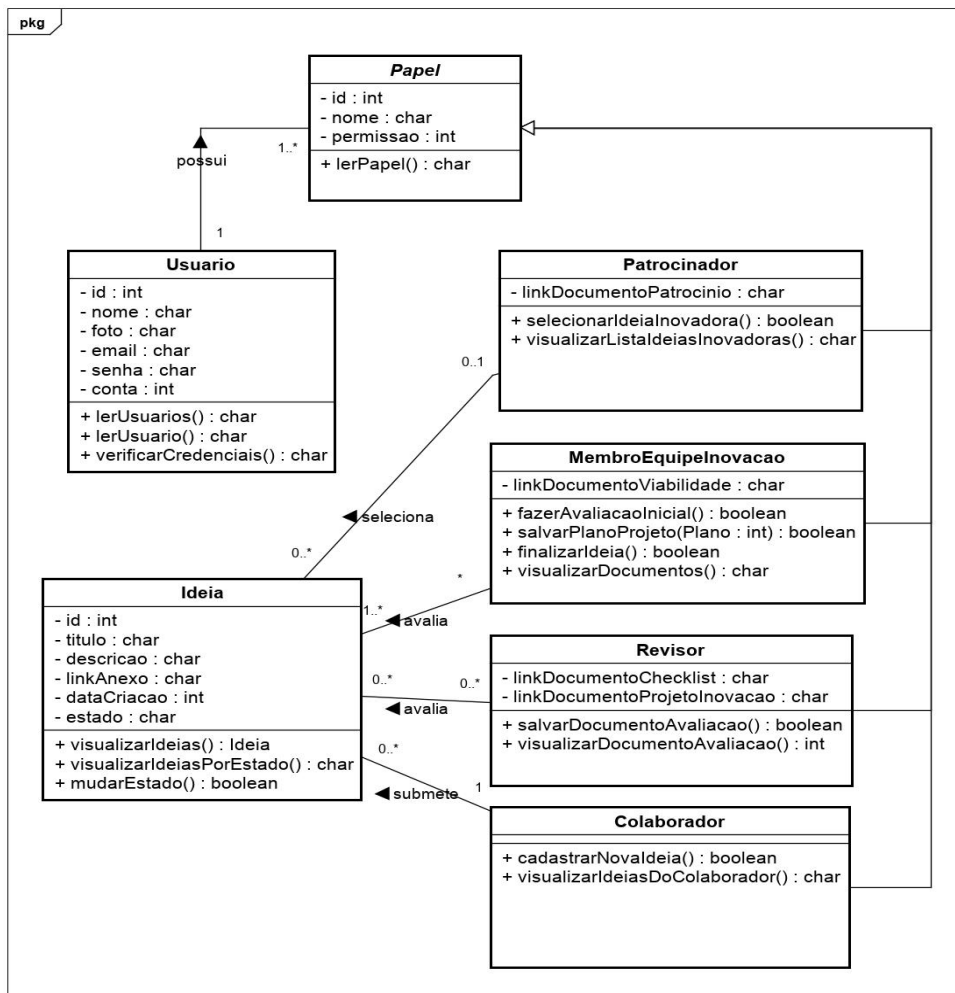 pkg
Papel
- id : int
- nome : char
- permissao : int
+ lerPapel() : char
1..*
possui
1
Usuario
- id : int
- nome : char
- foto : char
- email : char
- senha : char
- conta : int
+ lerUsuarios() : char
+ lerUsuario() : char
+ verificarCredenciais() : char
Patrocinador
- linkDocumentoPatrocinio : char
+ selecionarIdeiaInovadora() : boolean
+ visualizarListaIdeiasInovadoras() : char
0..1
seleciona
0..*
MembroEquipeInovacao
- linkDocumentoViabilidade : char
+ fazerAvaliacaoInicial() : boolean
+ salvarPlanoProjeto(Plano : int) : boolean
+ finalizarIdeia() : boolean
+ visualizarDocumentos() : char
*
1..*
avalia
Ideia
- id : int
- titulo : char
- descricao : char
- linkAnexo : char
- dataCriacao : int
- estado : char
+ visualizarIdeias() : Ideia
+ visualizarIdeiasPorEstado() : char
+ mudarEstado() : boolean
Revisor
- linkDocumentoChecklist : char
- linkDocumentoProjetoInovacao : char
+ salvarDocumentoAvaliacao() : boolean
+ visualizarDocumentoAvaliacao() : int
0..*
0..*
avalia
0..*
1
submete
Colaborador
+ cadastrarNovaIdeia() : boolean
+ visualizarIdeiasDoColaborador() : char